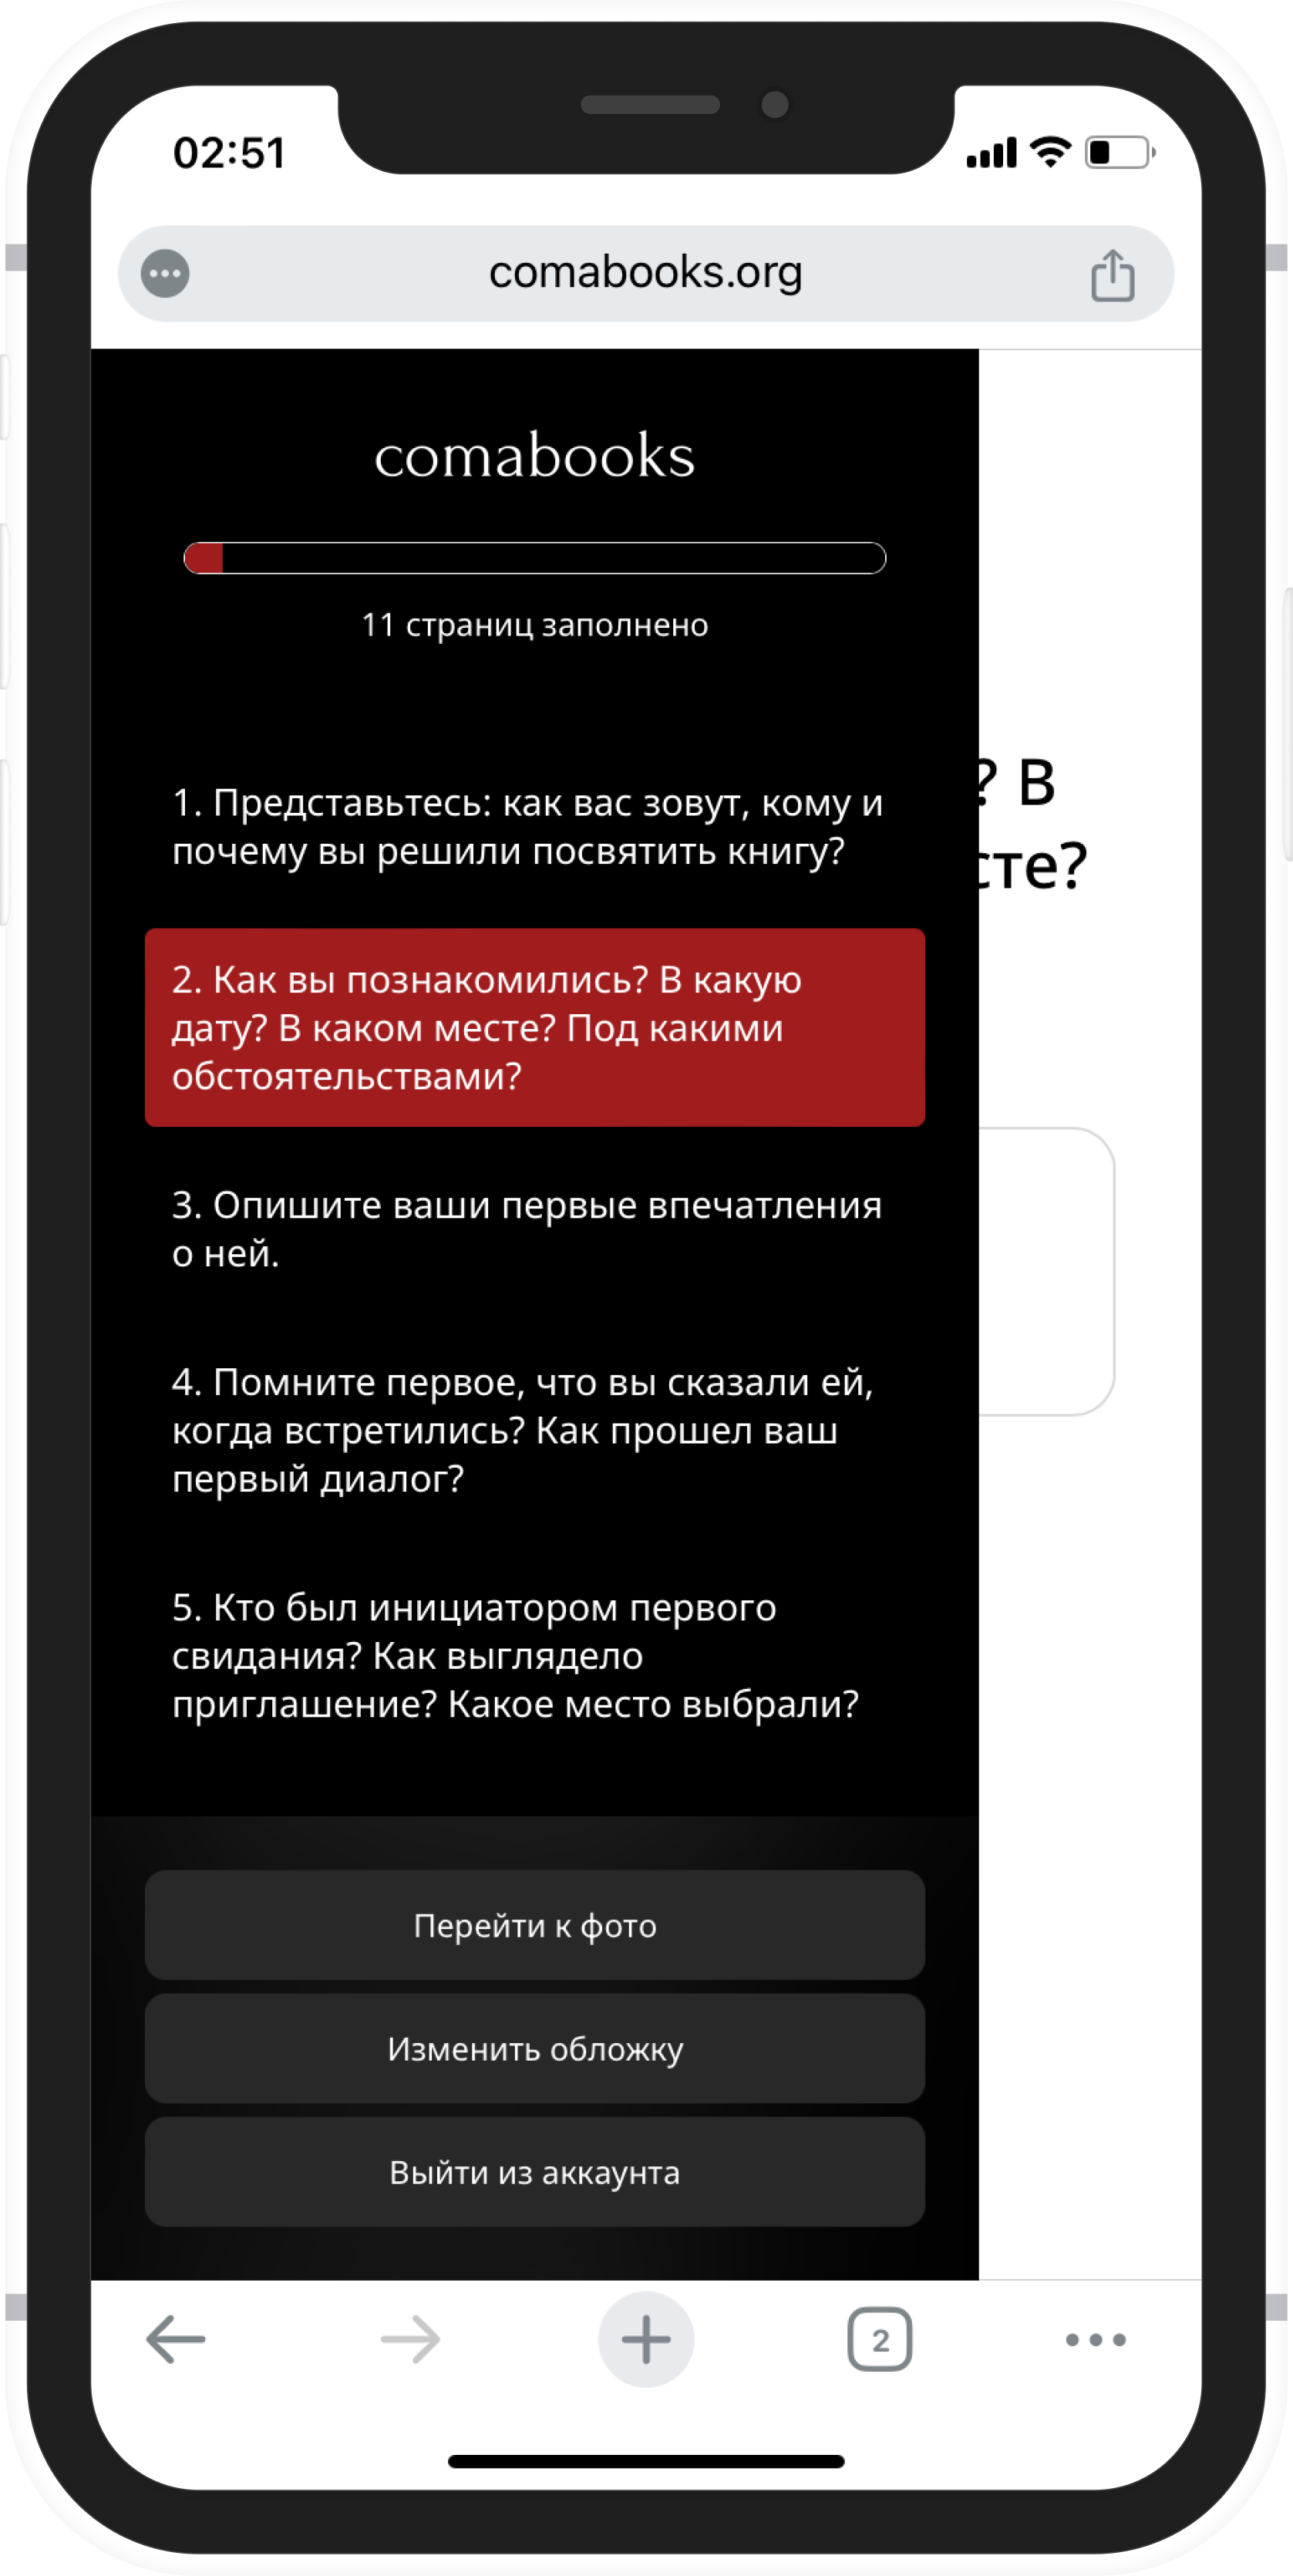 02:51
comabooks.org
comabooks
11 страниц заполнено
1. Представьтесь: как вас зовут, кому и
почему вы решили посвятить книгу?
? В
сте?
2. Как вы познакомились? В какую
дату? В каком месте? Под какими
обстоятельствами?
3. Опишите ваши первые впечатления
о ней.
4. Помните первое, что вы сказали ей,
когда встретились? Как прошел ваш
первый диалог?
5. Кто был инициатором первого
свидания? Как выглядело
приглашение? Какое место выбрали?
Перейти к фото
Изменить обложку
Выйти из аккаунта
2